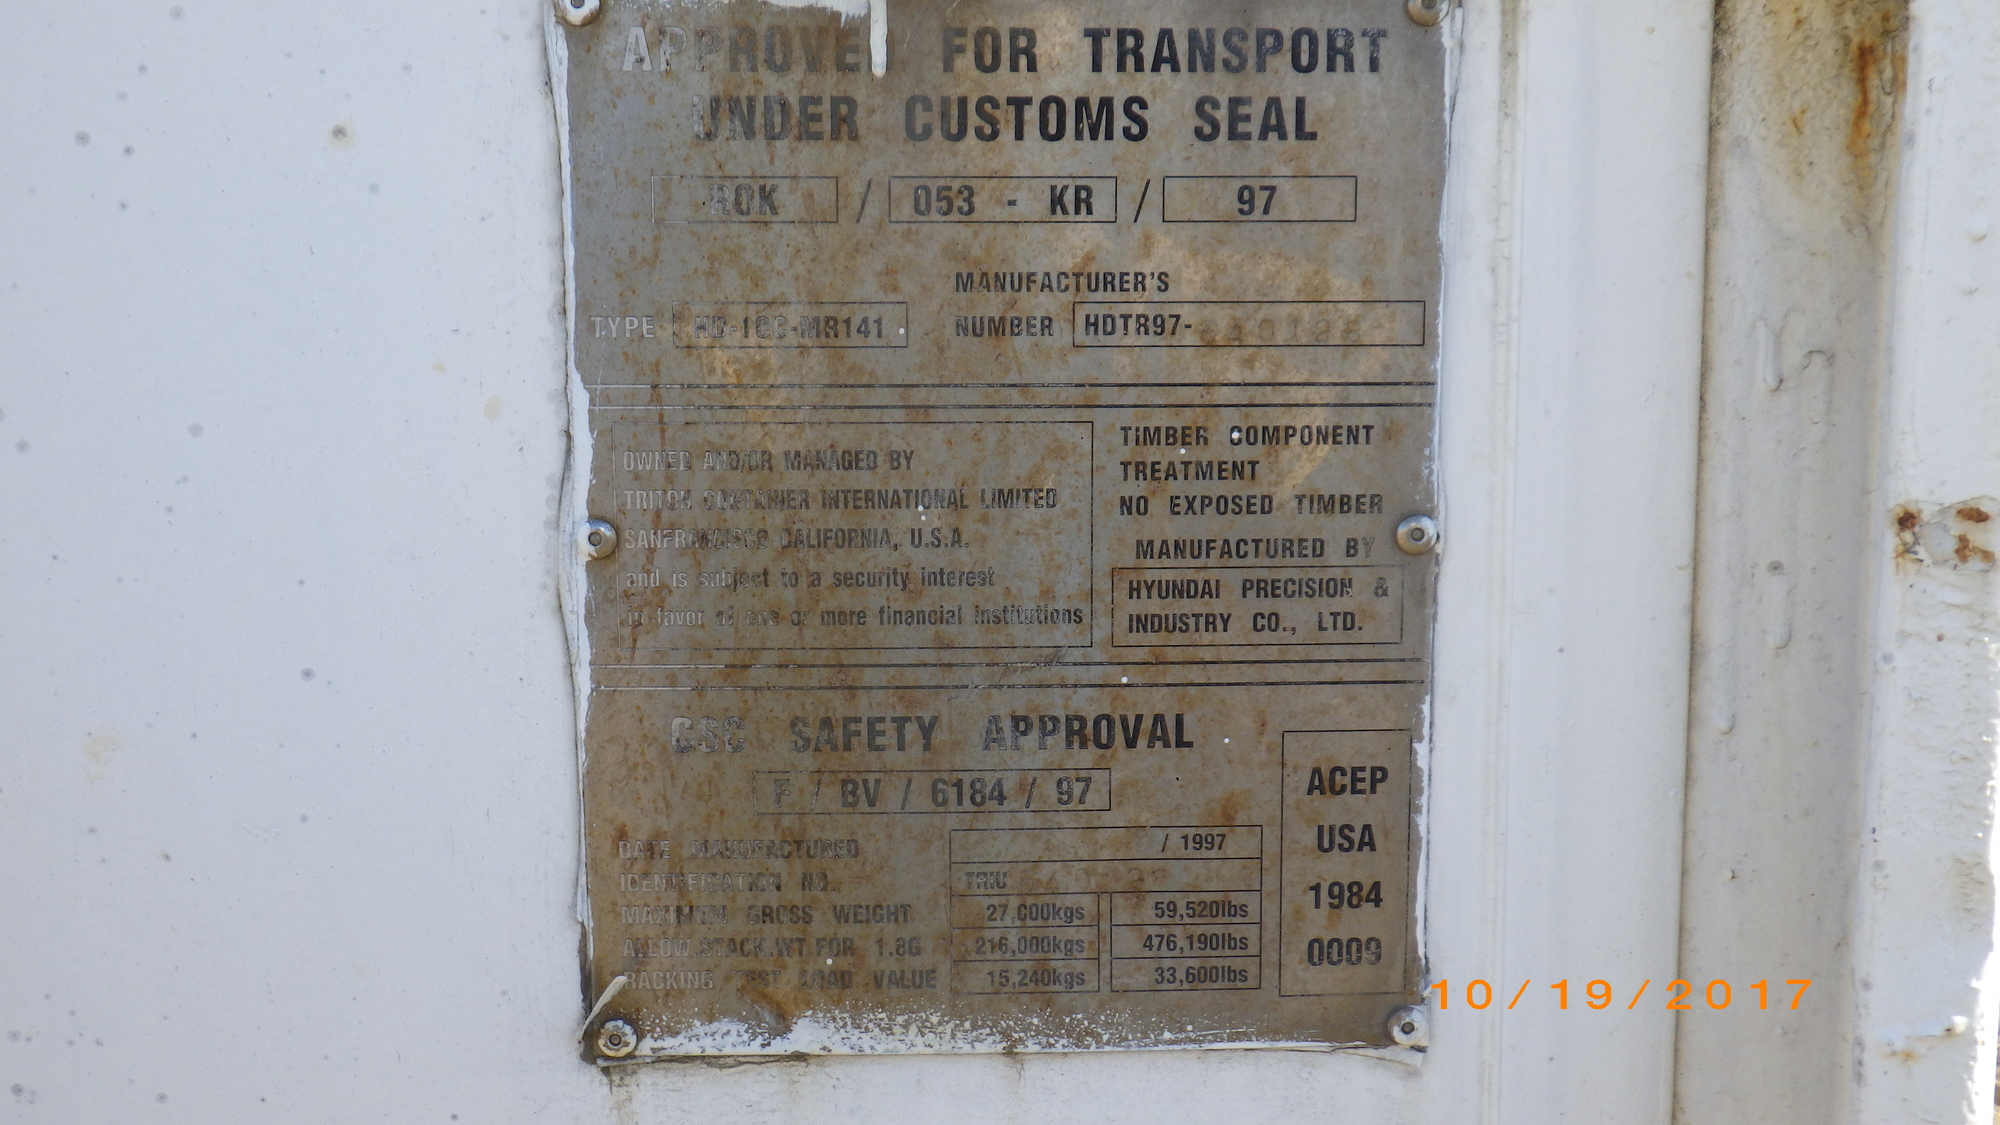 APPROVED FOR TRANSPORT
UNDER CUSTOMS SEAL
ROK / 053 - KR / 97
MANUFACTURER'S
TYPE HD-1CC-MR141 NUMBER HDTR97-
OWNED AND/OR MANAGED BY
TRITON CONTAINER INTERNATIONAL LIMITED
SANFRANCISCO CALIFORNIA, U.S.A.
and is subject to a security interest
in favor of one or more financial institutions
TIMBER COMPONENT
TREATMENT
NO EXPOSED TIMBER
MANUFACTURED BY
HYUNDAI PRECISION &
INDUSTRY CO., LTD.
CSC SAFETY APPROVAL
F / BV / 6184 / 97
DATE MANUFACTURED / 1997
IDENTIFICATION NO. TRIU
MAXIMUM GROSS WEIGHT 27,000kgs 59,520lbs
ALLOW.STACK.WT.FOR 1.8G 216,000kgs 476,190lbs
RACKING TEST LOAD VALUE 15,240kgs 33,600lbs
ACEP
USA
1984
0009
10/19/2017